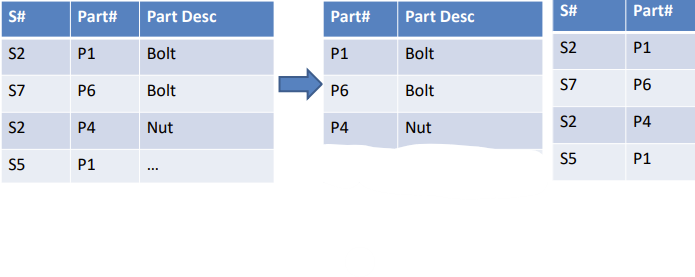 S# Part# Part Desc
S2 P1 Bolt
S7 P6 Bolt
S2 P4 Nut
S5 P1 ...
Part# Part Desc
P1 Bolt
P6 Bolt
P4 Nut
S# Part#
S2 P1
S7 P6
S2 P4
S5 P1